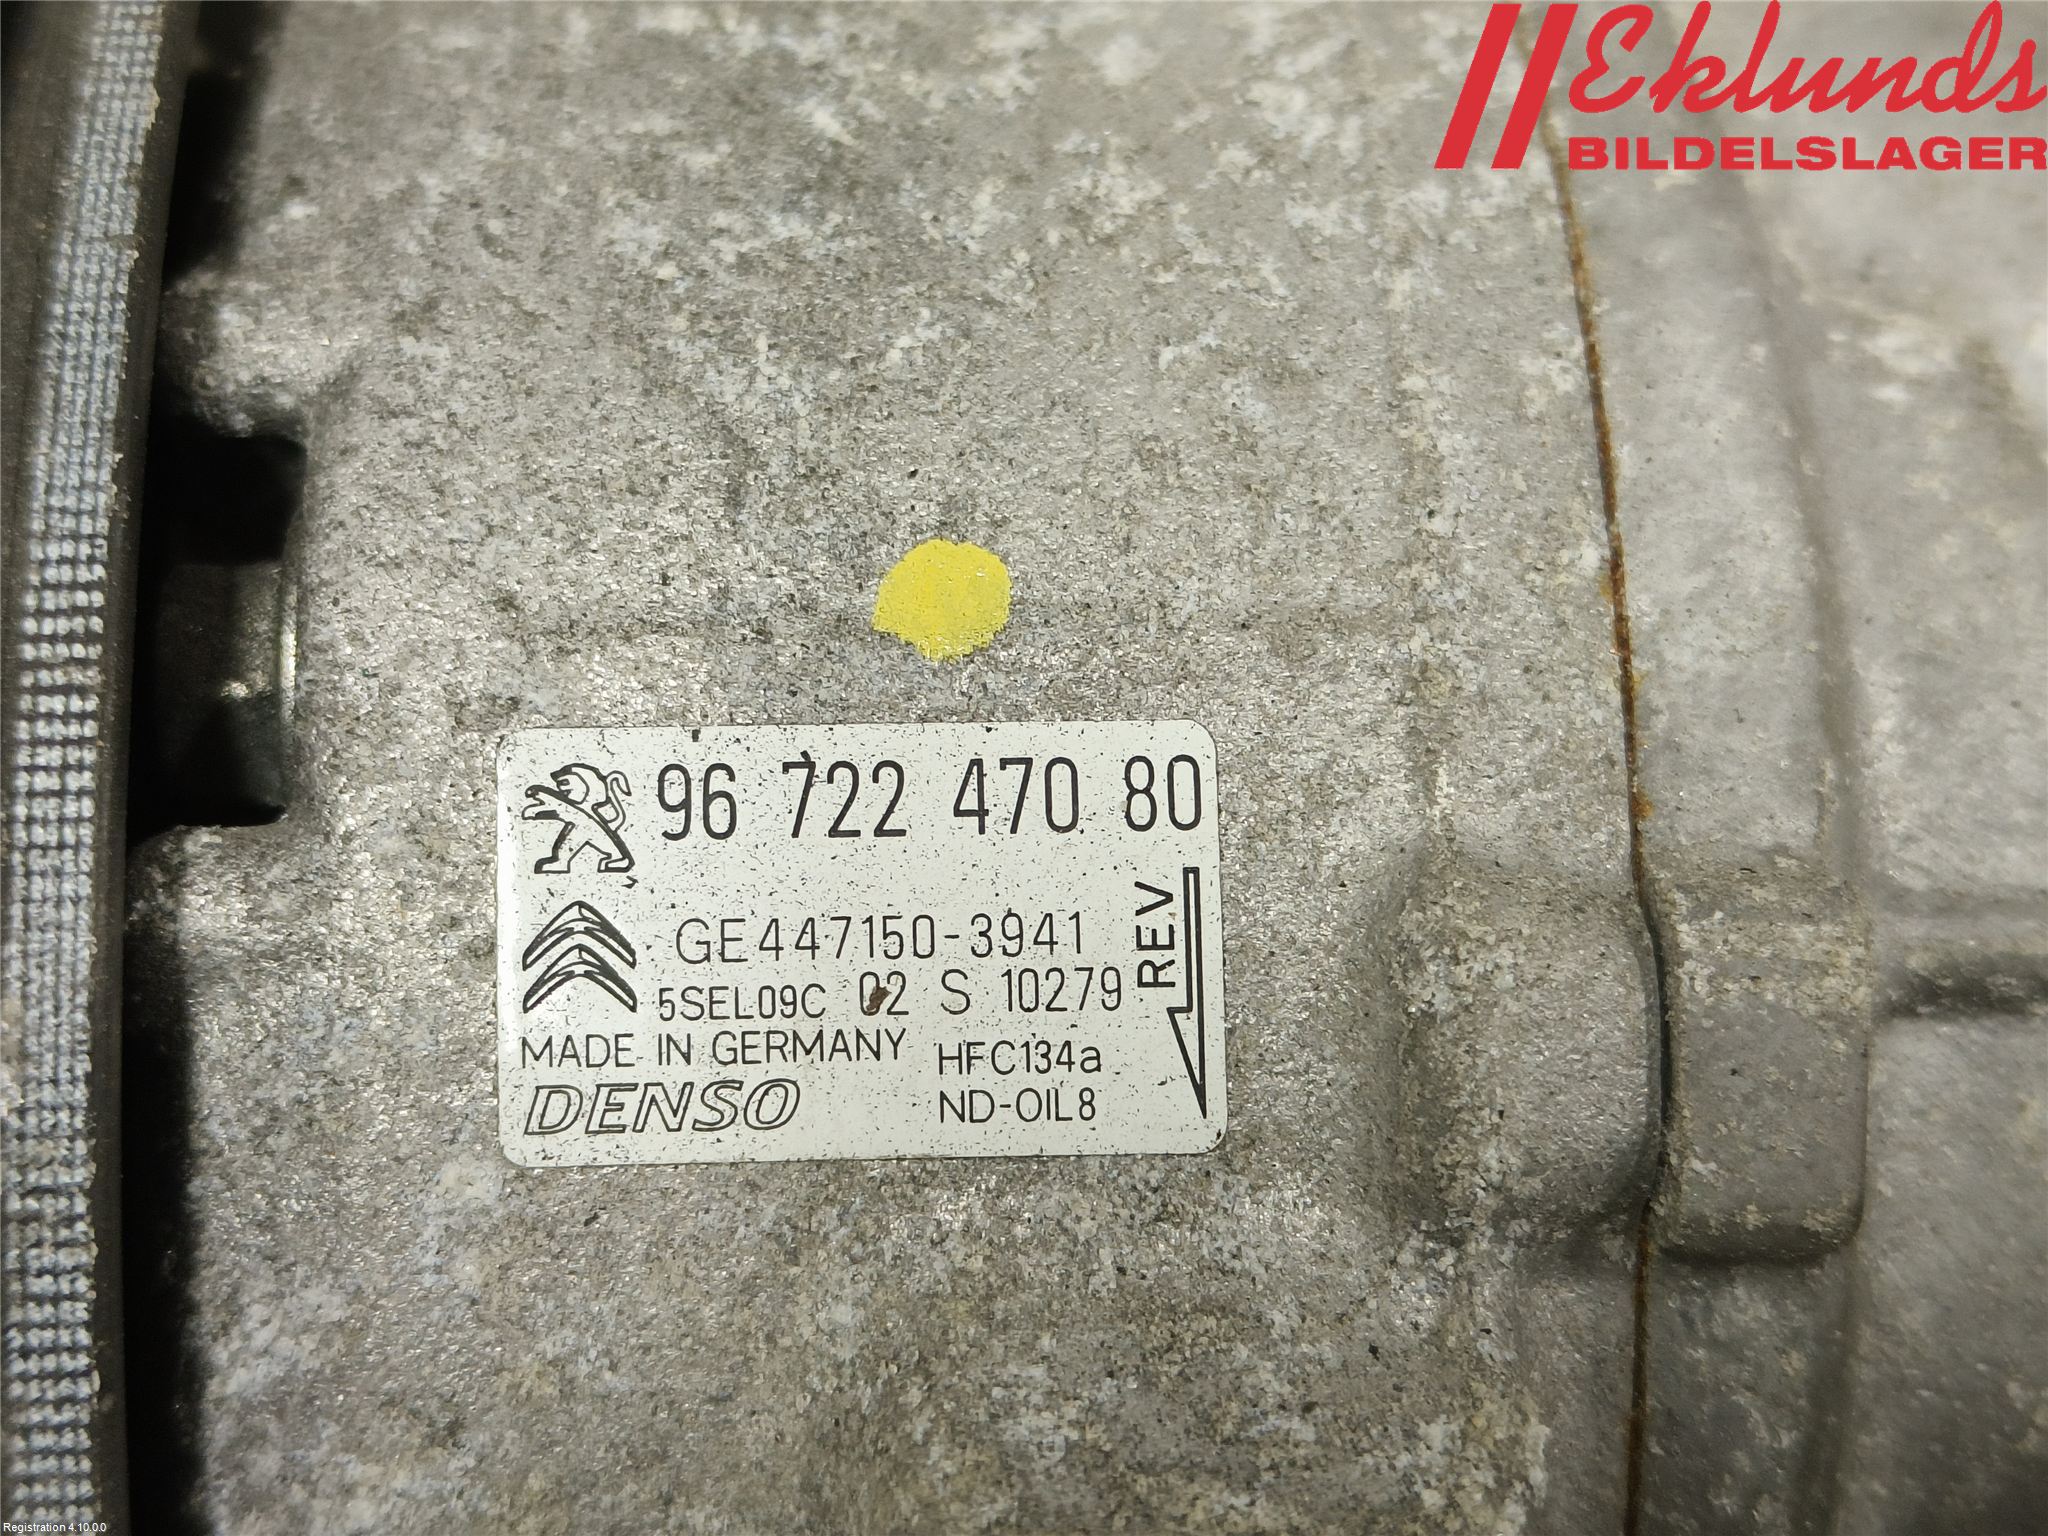 Eklunds
BILDELSLAGER
96 722 470 80
GE447150-3941
REV
5SEL09C 02 S 10279
MADE IN GERMANY HFC134a
DENSO ND-OIL8
Registration 4.10.0.0